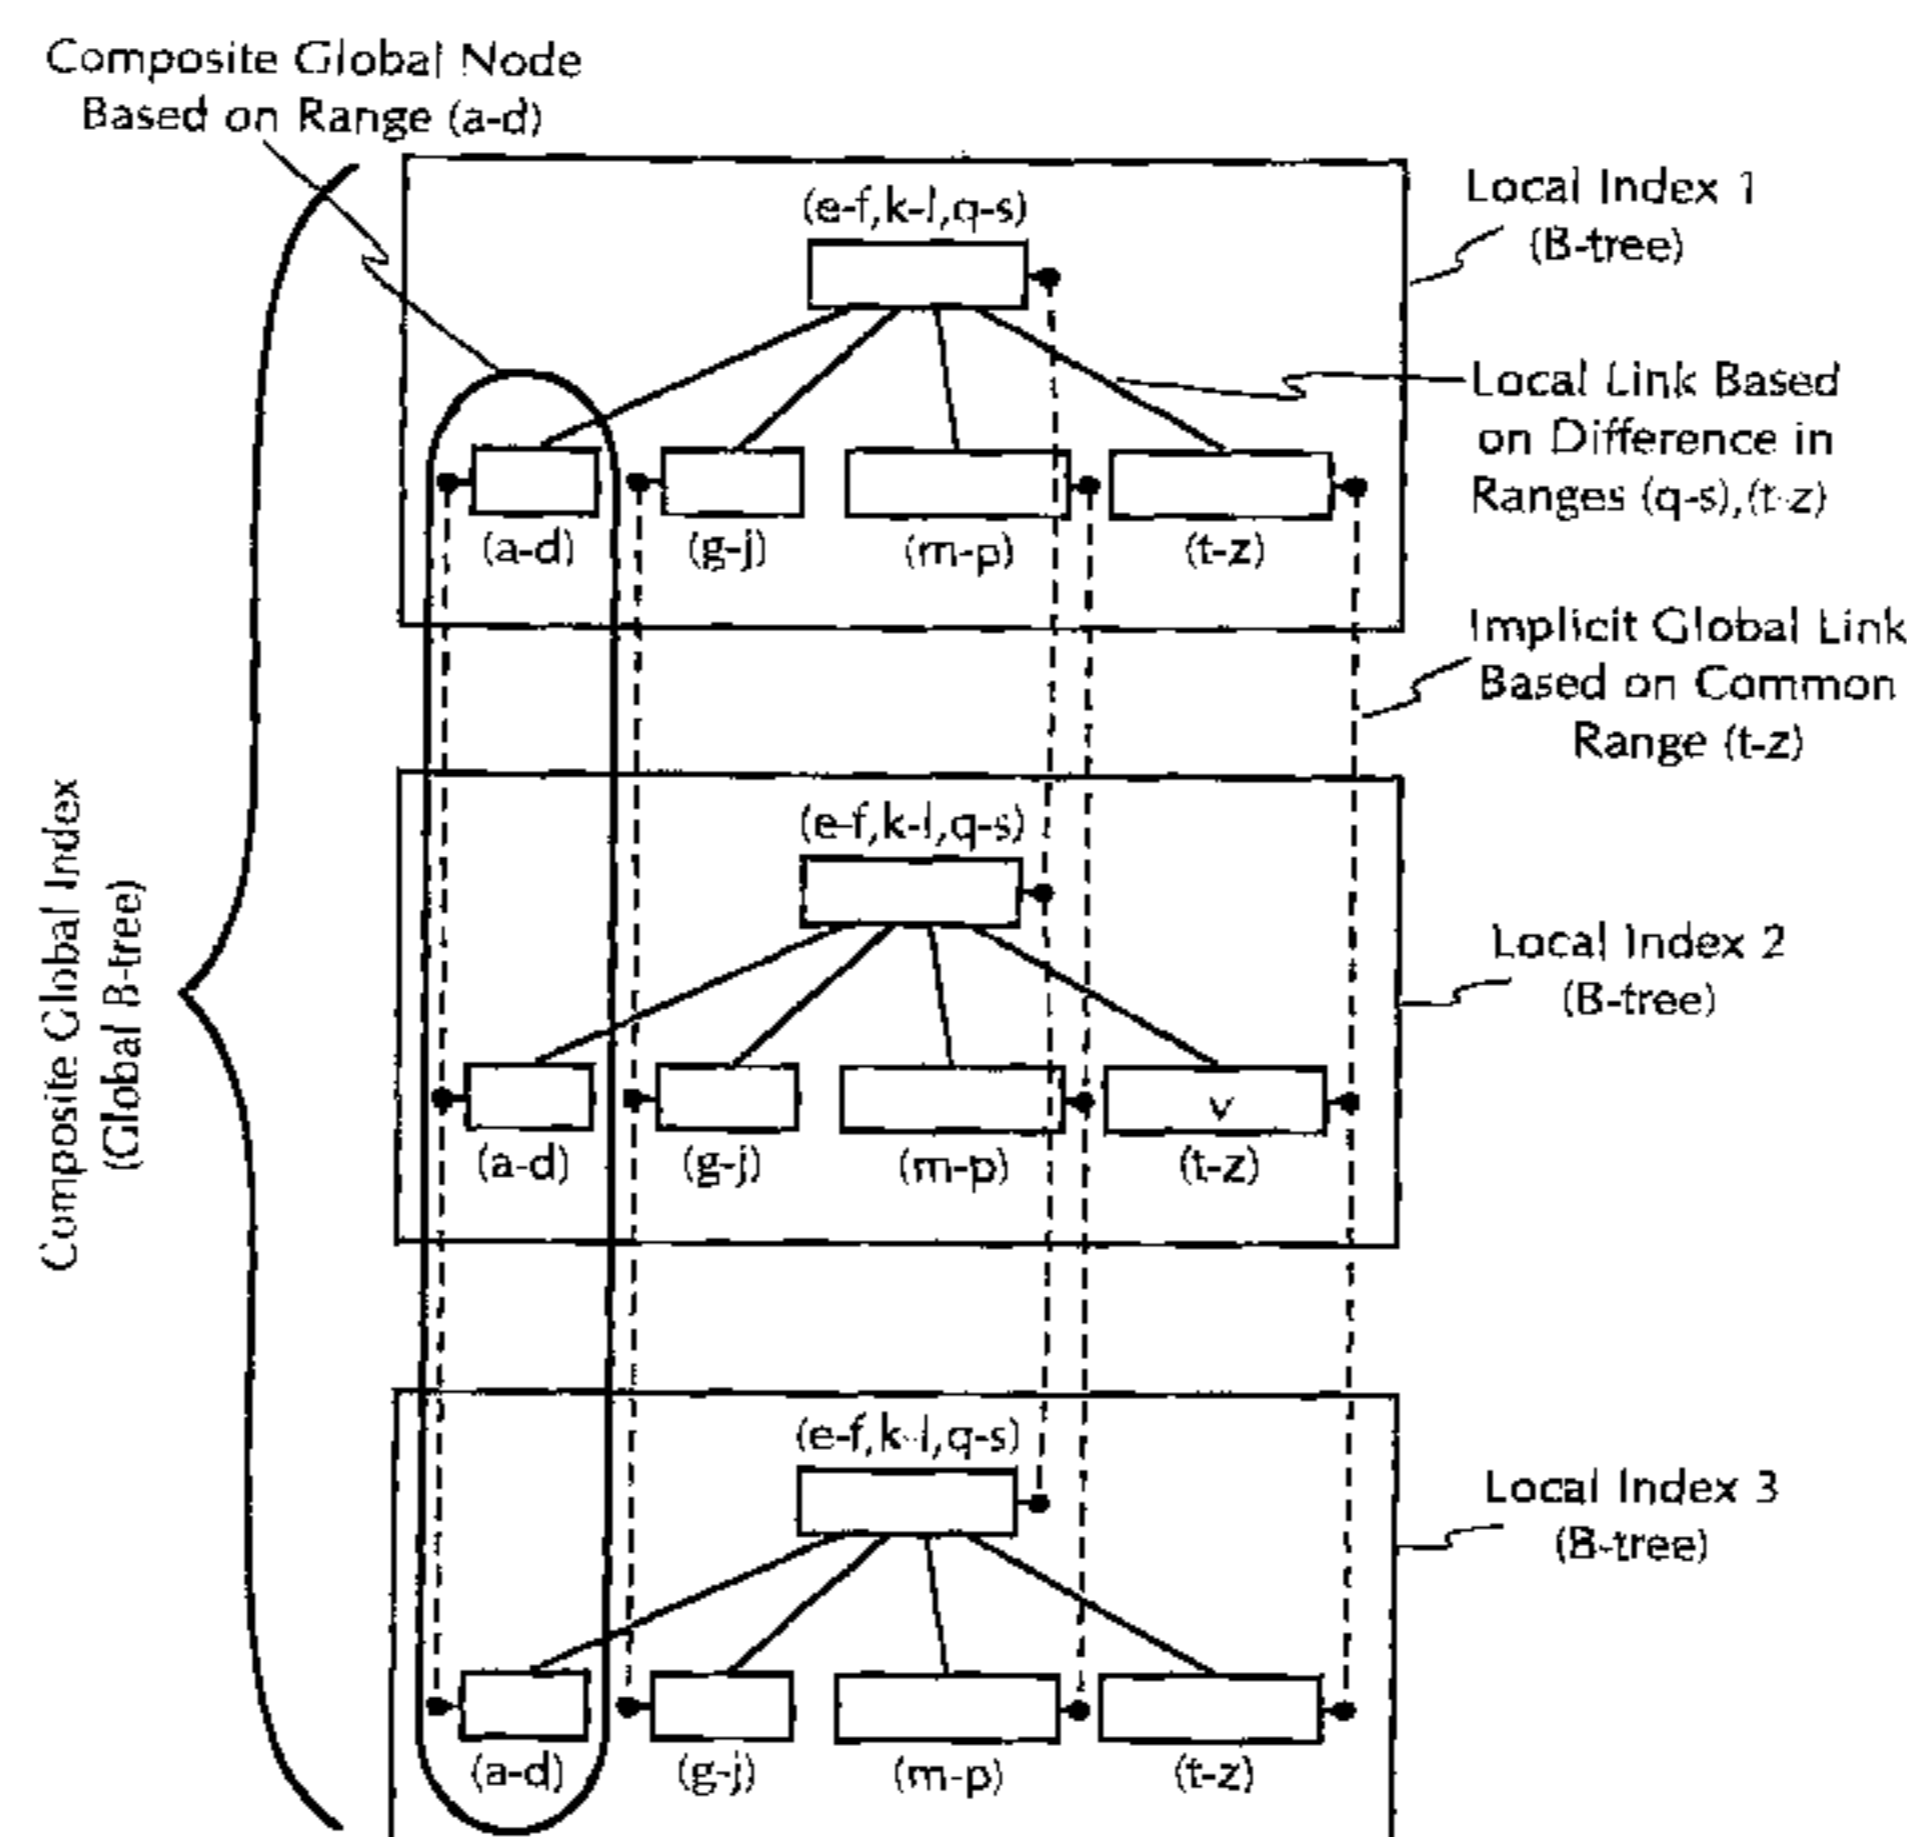 Composite Global Node
Based on Range (a-d)
(e-f,k-l,q-s)
Local Index 1
(B-tree)
Local Link Based
on Difference in
Ranges (q-s),(t-z)
(a-d) (g-j) (m-p) (t-z)
Implicit Global Link
Based on Common
Range (t-z)
Composite Global Index
(Global B-tree)
(e-f,k-l,q-s)
Local Index 2
(B-tree)
v
(a-d) (g-j) (m-p) (t-z)
(e-f,k-l,q-s)
Local Index 3
(B-tree)
(a-d) (g-j) (m-p) (t-z)